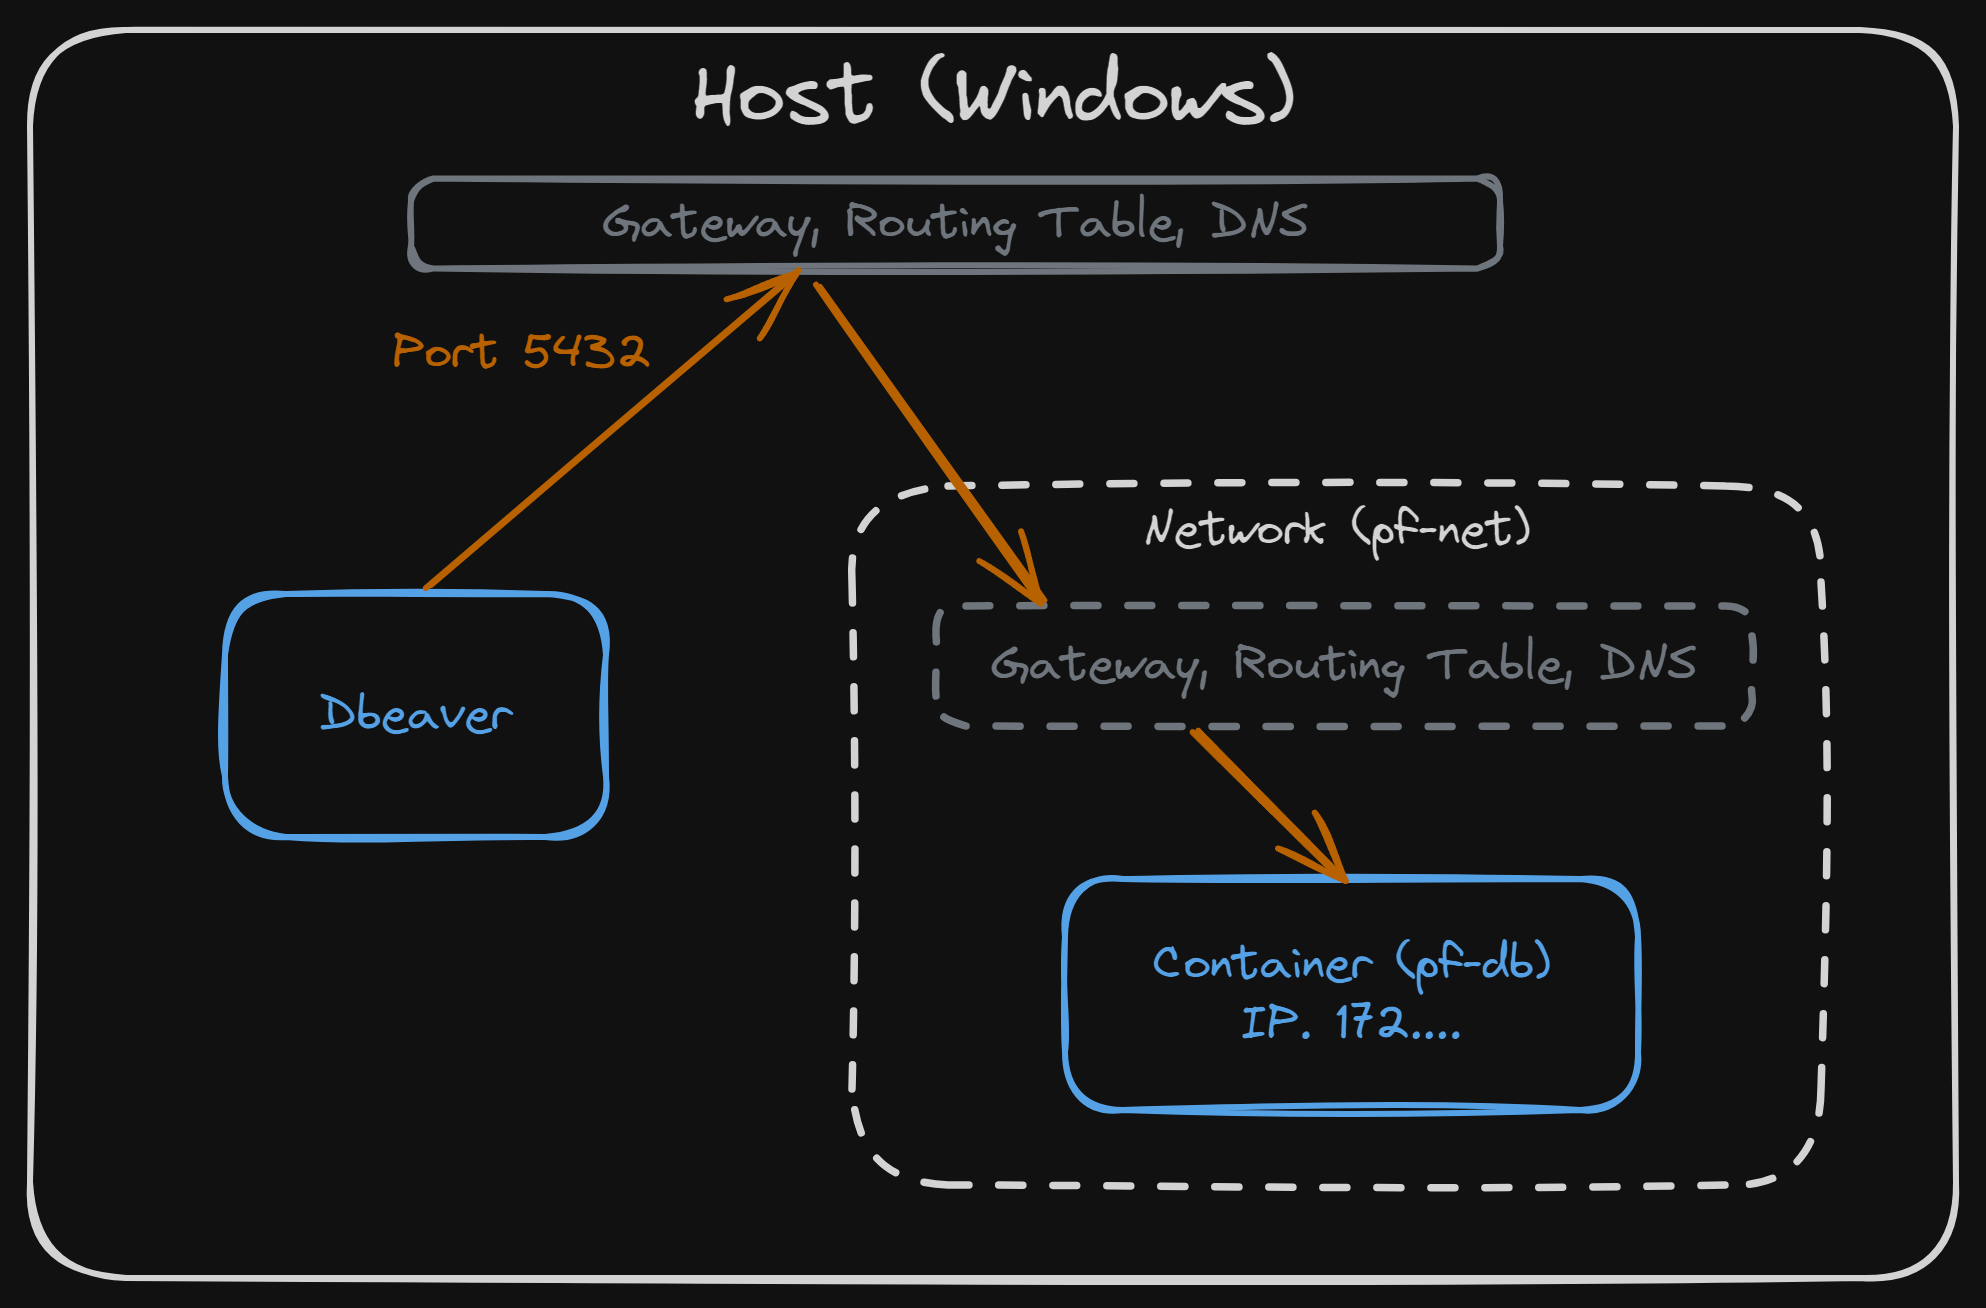 Host (Windows)
Gateway, Routing Table, DNS
Port 5432
Network (pf-net)
Gateway, Routing Table, DNS
Dbeaver
Container (pf-db)
IP. 172....